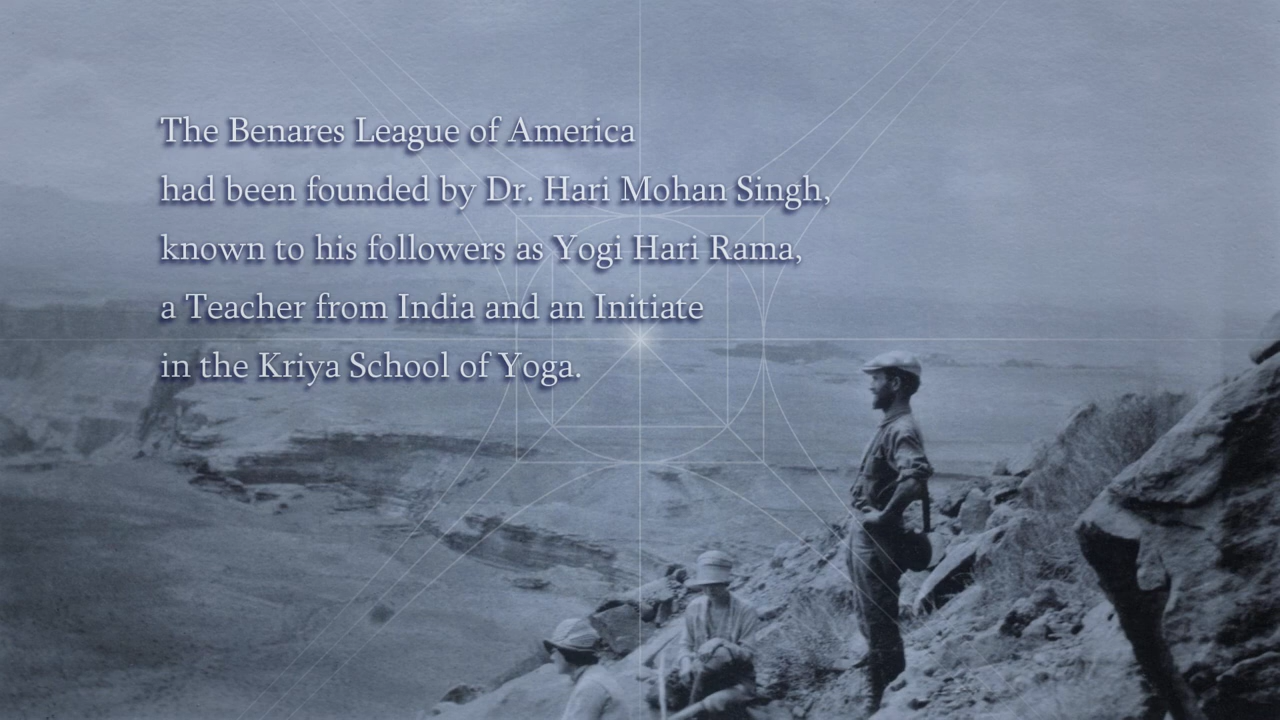 The Benares League of America
had been founded by Dr. Hari Mohan Singh,
known to his followers as Yogi Hari Rama,
a Teacher from India and an Initiate
in the Kriya School of Yoga.